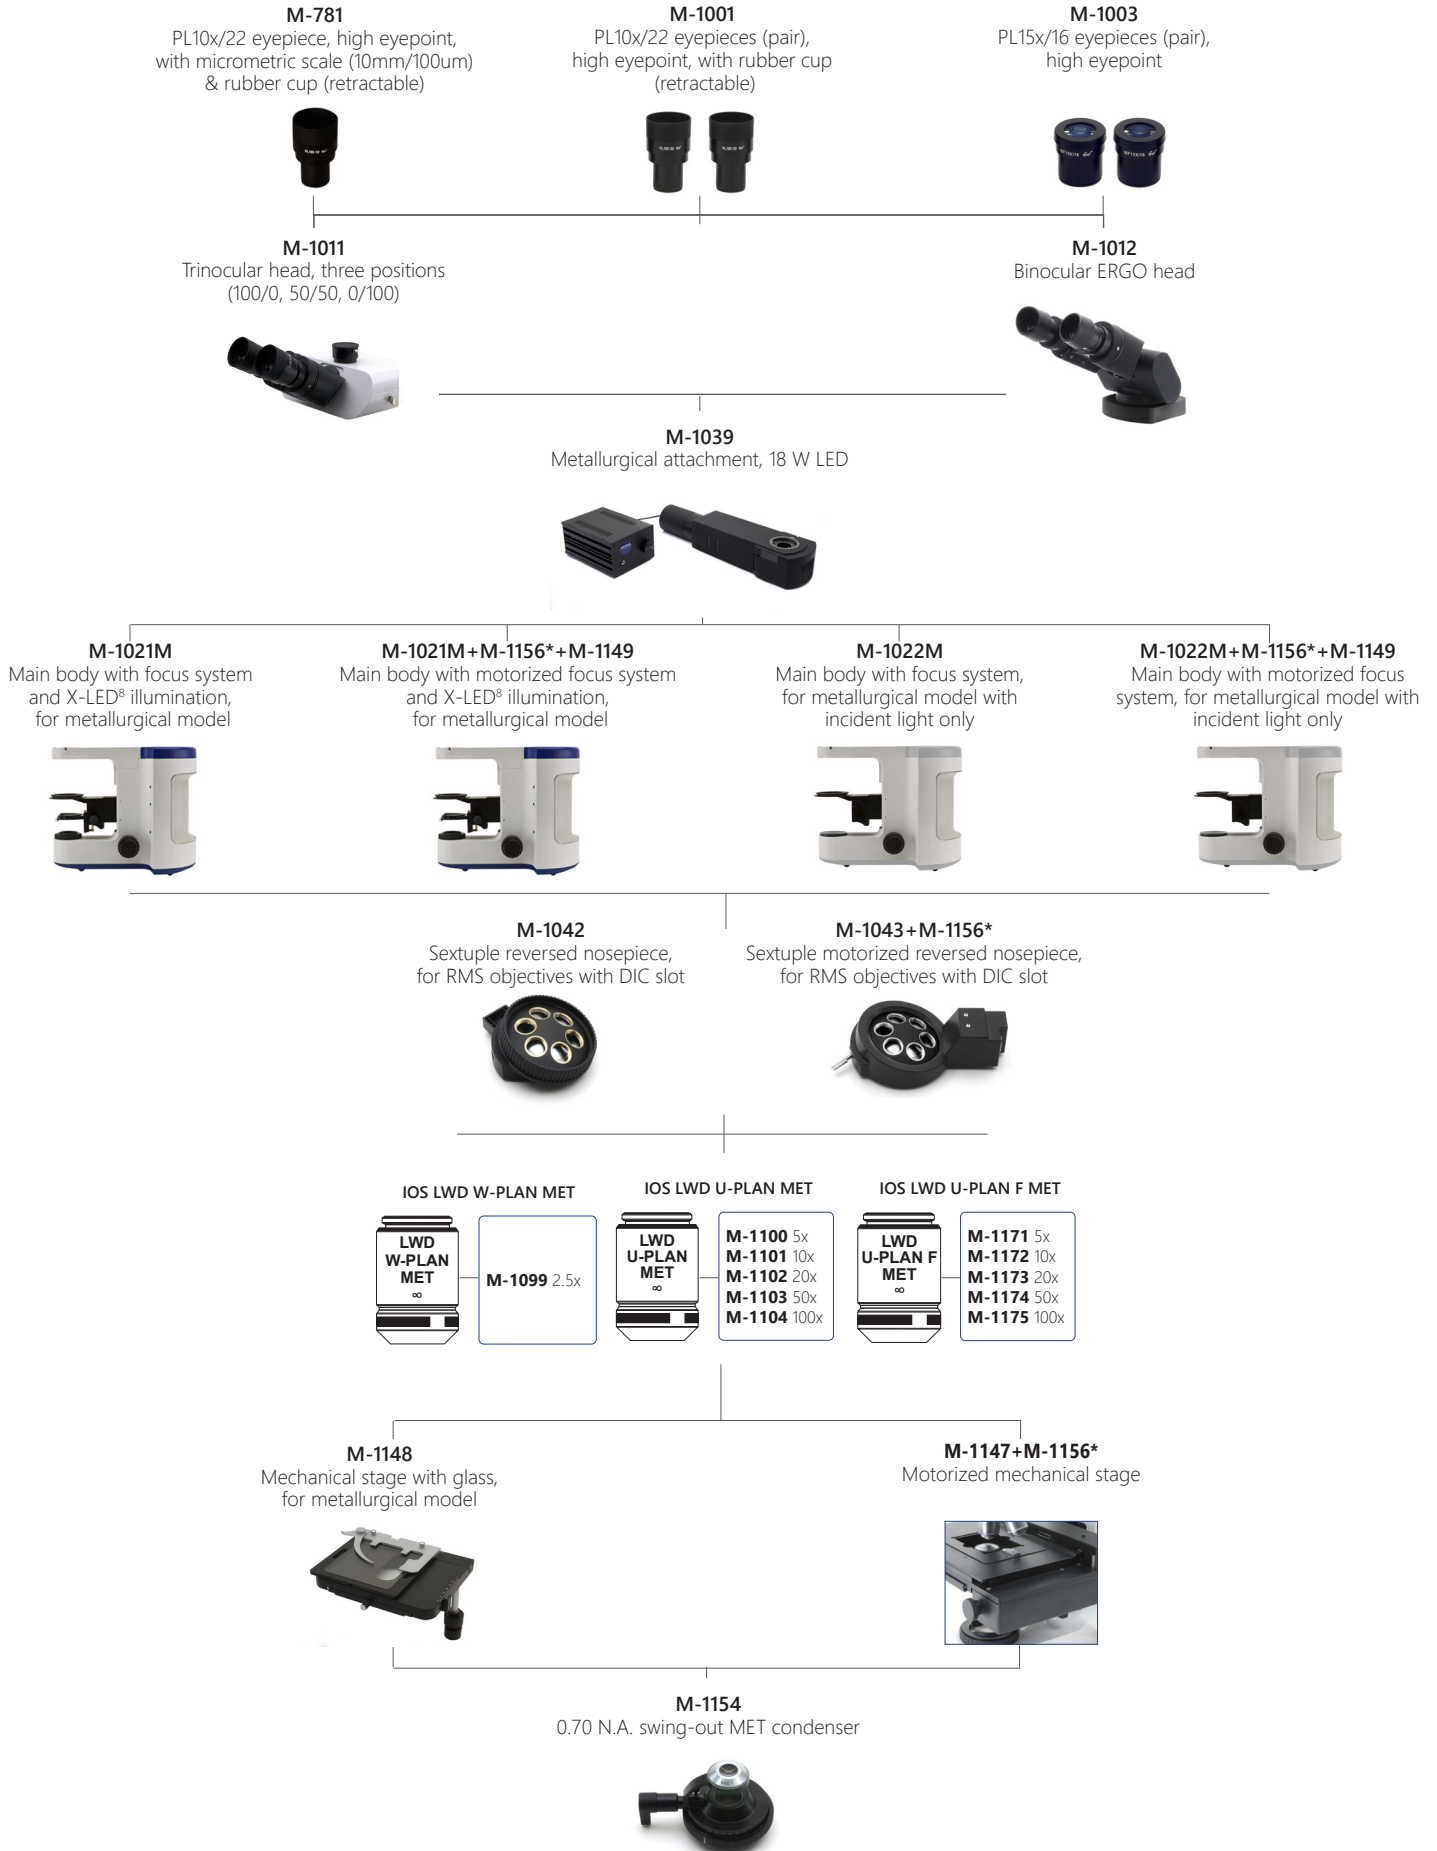 M-781
PL10x/22 eyepiece, high eyepoint,
with micrometric scale (10mm/100um)
& rubber cup (retractable)
M-1001
PL10x/22 eyepieces (pair),
high eyepoint, with rubber cup
(retractable)
M-1003
PL15x/16 eyepieces (pair),
high eyepoint
M-1011
Trinocular head, three positions
(100/0, 50/50, 0/100)
M-1012
Binocular ERGO head
M-1039
Metallurgical attachment, 18 W LED
M-1021M
Main body with focus system
and X-LED⁸ illumination,
for metallurgical model
M-1021M+M-1156*+M-1149
Main body with motorized focus system
and X-LED⁸ illumination,
for metallurgical model
M-1022M
Main body with focus system,
for metallurgical model with
incident light only
M-1022M+M-1156*+M-1149
Main body with motorized focus
system, for metallurgical model with
incident light only
M-1042
Sextuple reversed nosepiece,
for RMS objectives with DIC slot
M-1043+M-1156*
Sextuple motorized reversed nosepiece,
for RMS objectives with DIC slot
IOS LWD W-PLAN MET
LWD
W-PLAN
MET
∞
M-1099 2.5x
IOS LWD U-PLAN MET
LWD
U-PLAN
MET
∞
M-1100 5x
M-1101 10x
M-1102 20x
M-1103 50x
M-1104 100x
IOS LWD U-PLAN F MET
LWD
U-PLAN F
MET
∞
M-1171 5x
M-1172 10x
M-1173 20x
M-1174 50x
M-1175 100x
M-1148
Mechanical stage with glass,
for metallurgical model
M-1147+M-1156*
Motorized mechanical stage
M-1154
0.70 N.A. swing-out MET condenser